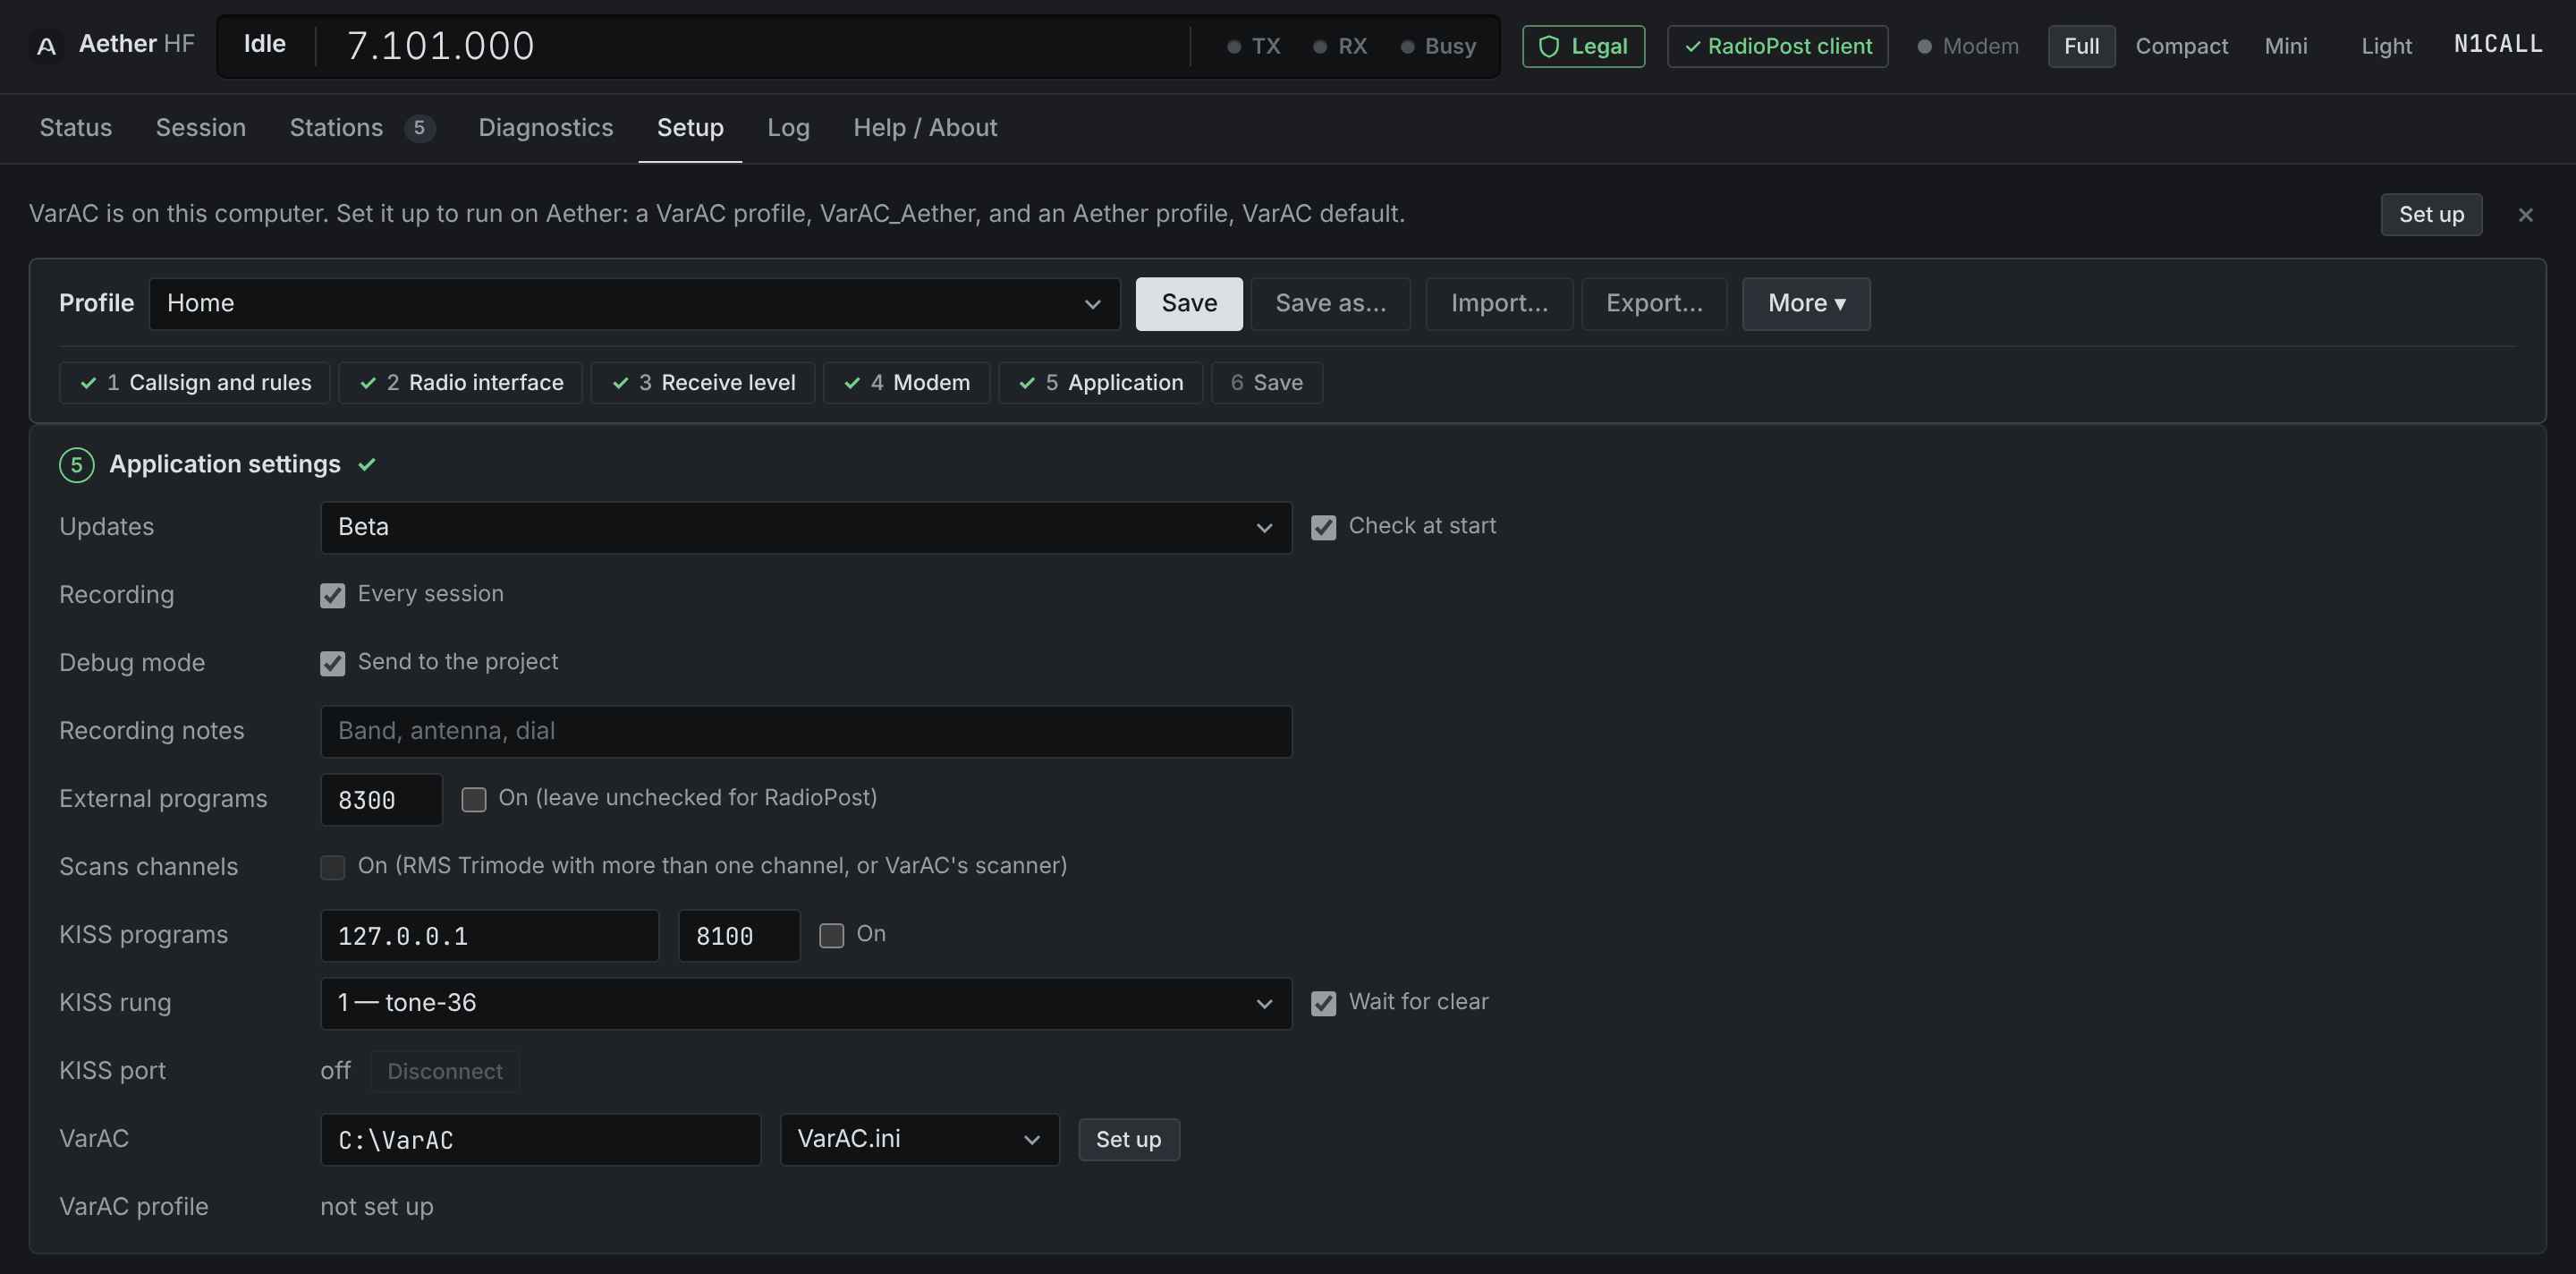 A Aether HF Idle 7.101.000 TX RX Busy Legal ✓ RadioPost client Modem Full Compact Mini Light N1CALL
Status Session Stations 5 Diagnostics Setup Log Help / About
VarAC is on this computer. Set it up to run on Aether: a VarAC profile, VarAC_Aether, and an Aether profile, VarAC default. Set up ×
Profile Home Save Save as... Import... Export... More ▾
✓ 1 Callsign and rules ✓ 2 Radio interface ✓ 3 Receive level ✓ 4 Modem ✓ 5 Application 6 Save
5 Application settings ✓
Updates Beta Check at start
Recording Every session
Debug mode Send to the project
Recording notes Band, antenna, dial
External programs 8300 On (leave unchecked for RadioPost)
Scans channels On (RMS Trimode with more than one channel, or VarAC's scanner)
KISS programs 127.0.0.1 8100 On
KISS rung 1 — tone-36 Wait for clear
KISS port off Disconnect
VarAC C:\VarAC VarAC.ini Set up
VarAC profile not set up